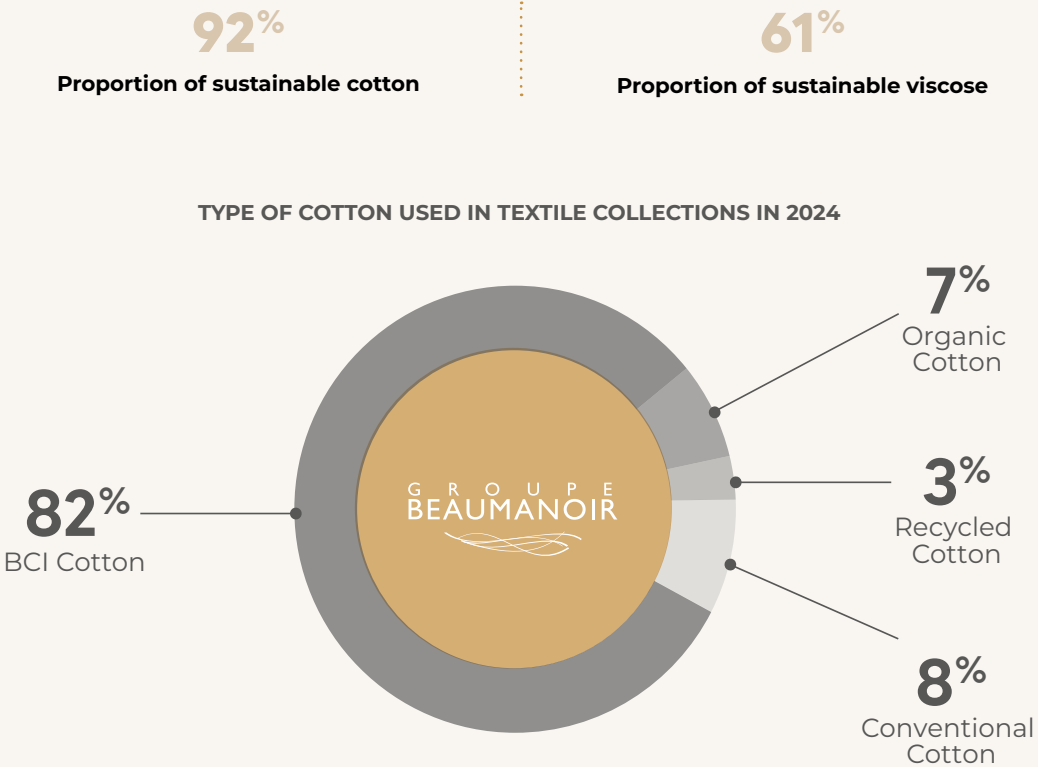 92%
Proportion of sustainable cotton
61%
Proportion of sustainable viscose
TYPE OF COTTON USED IN TEXTILE COLLECTIONS IN 2024
7%
Organic
Cotton
82%
BCI Cotton
GROUPE
BEAUMANOIR
3%
Recycled
Cotton
8%
Conventional
Cotton